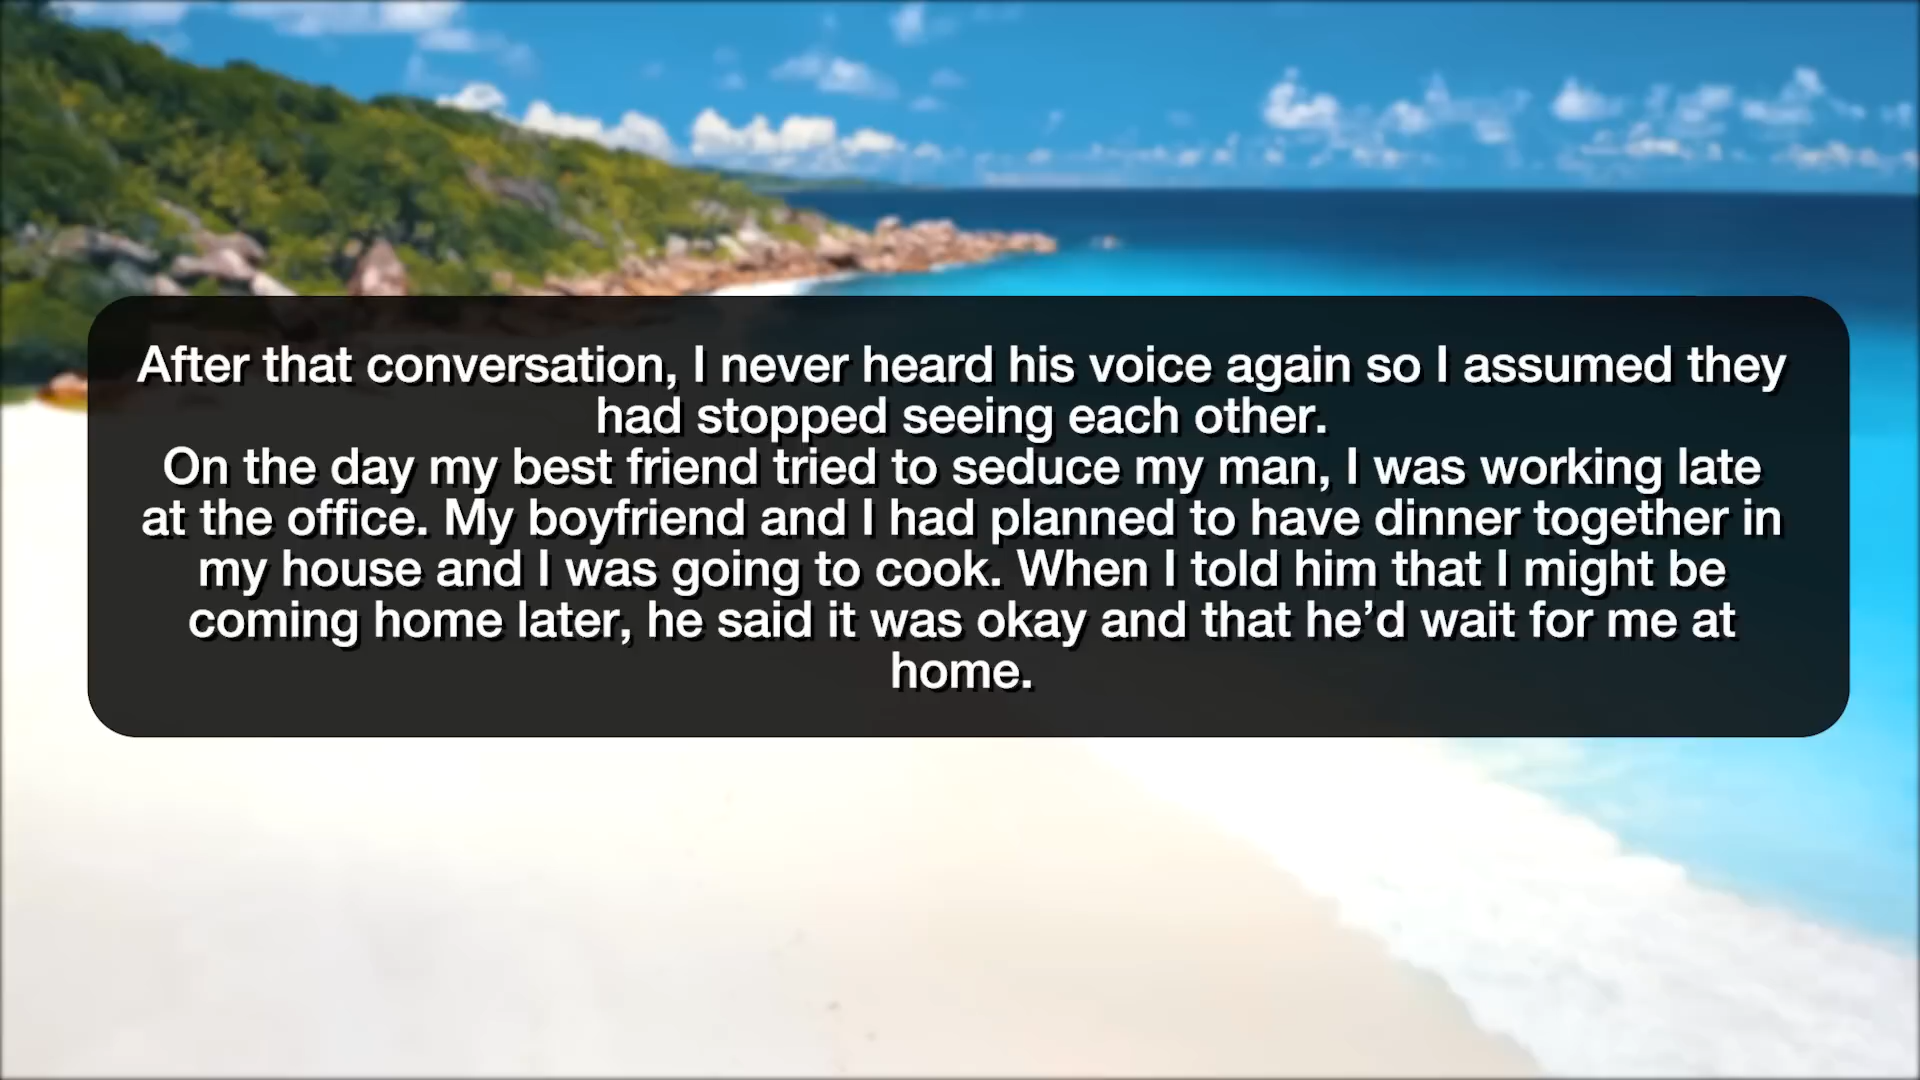 After that conversation, I never heard his voice again so I assumed they
had stopped seeing each other.
On the day my best friend tried to seduce my man, I was working late
at the office. My boyfriend and I had planned to have dinner together in
my house and I was going to cook. When I told him that I might be
coming home later, he said it was okay and that he’d wait for me at
home.